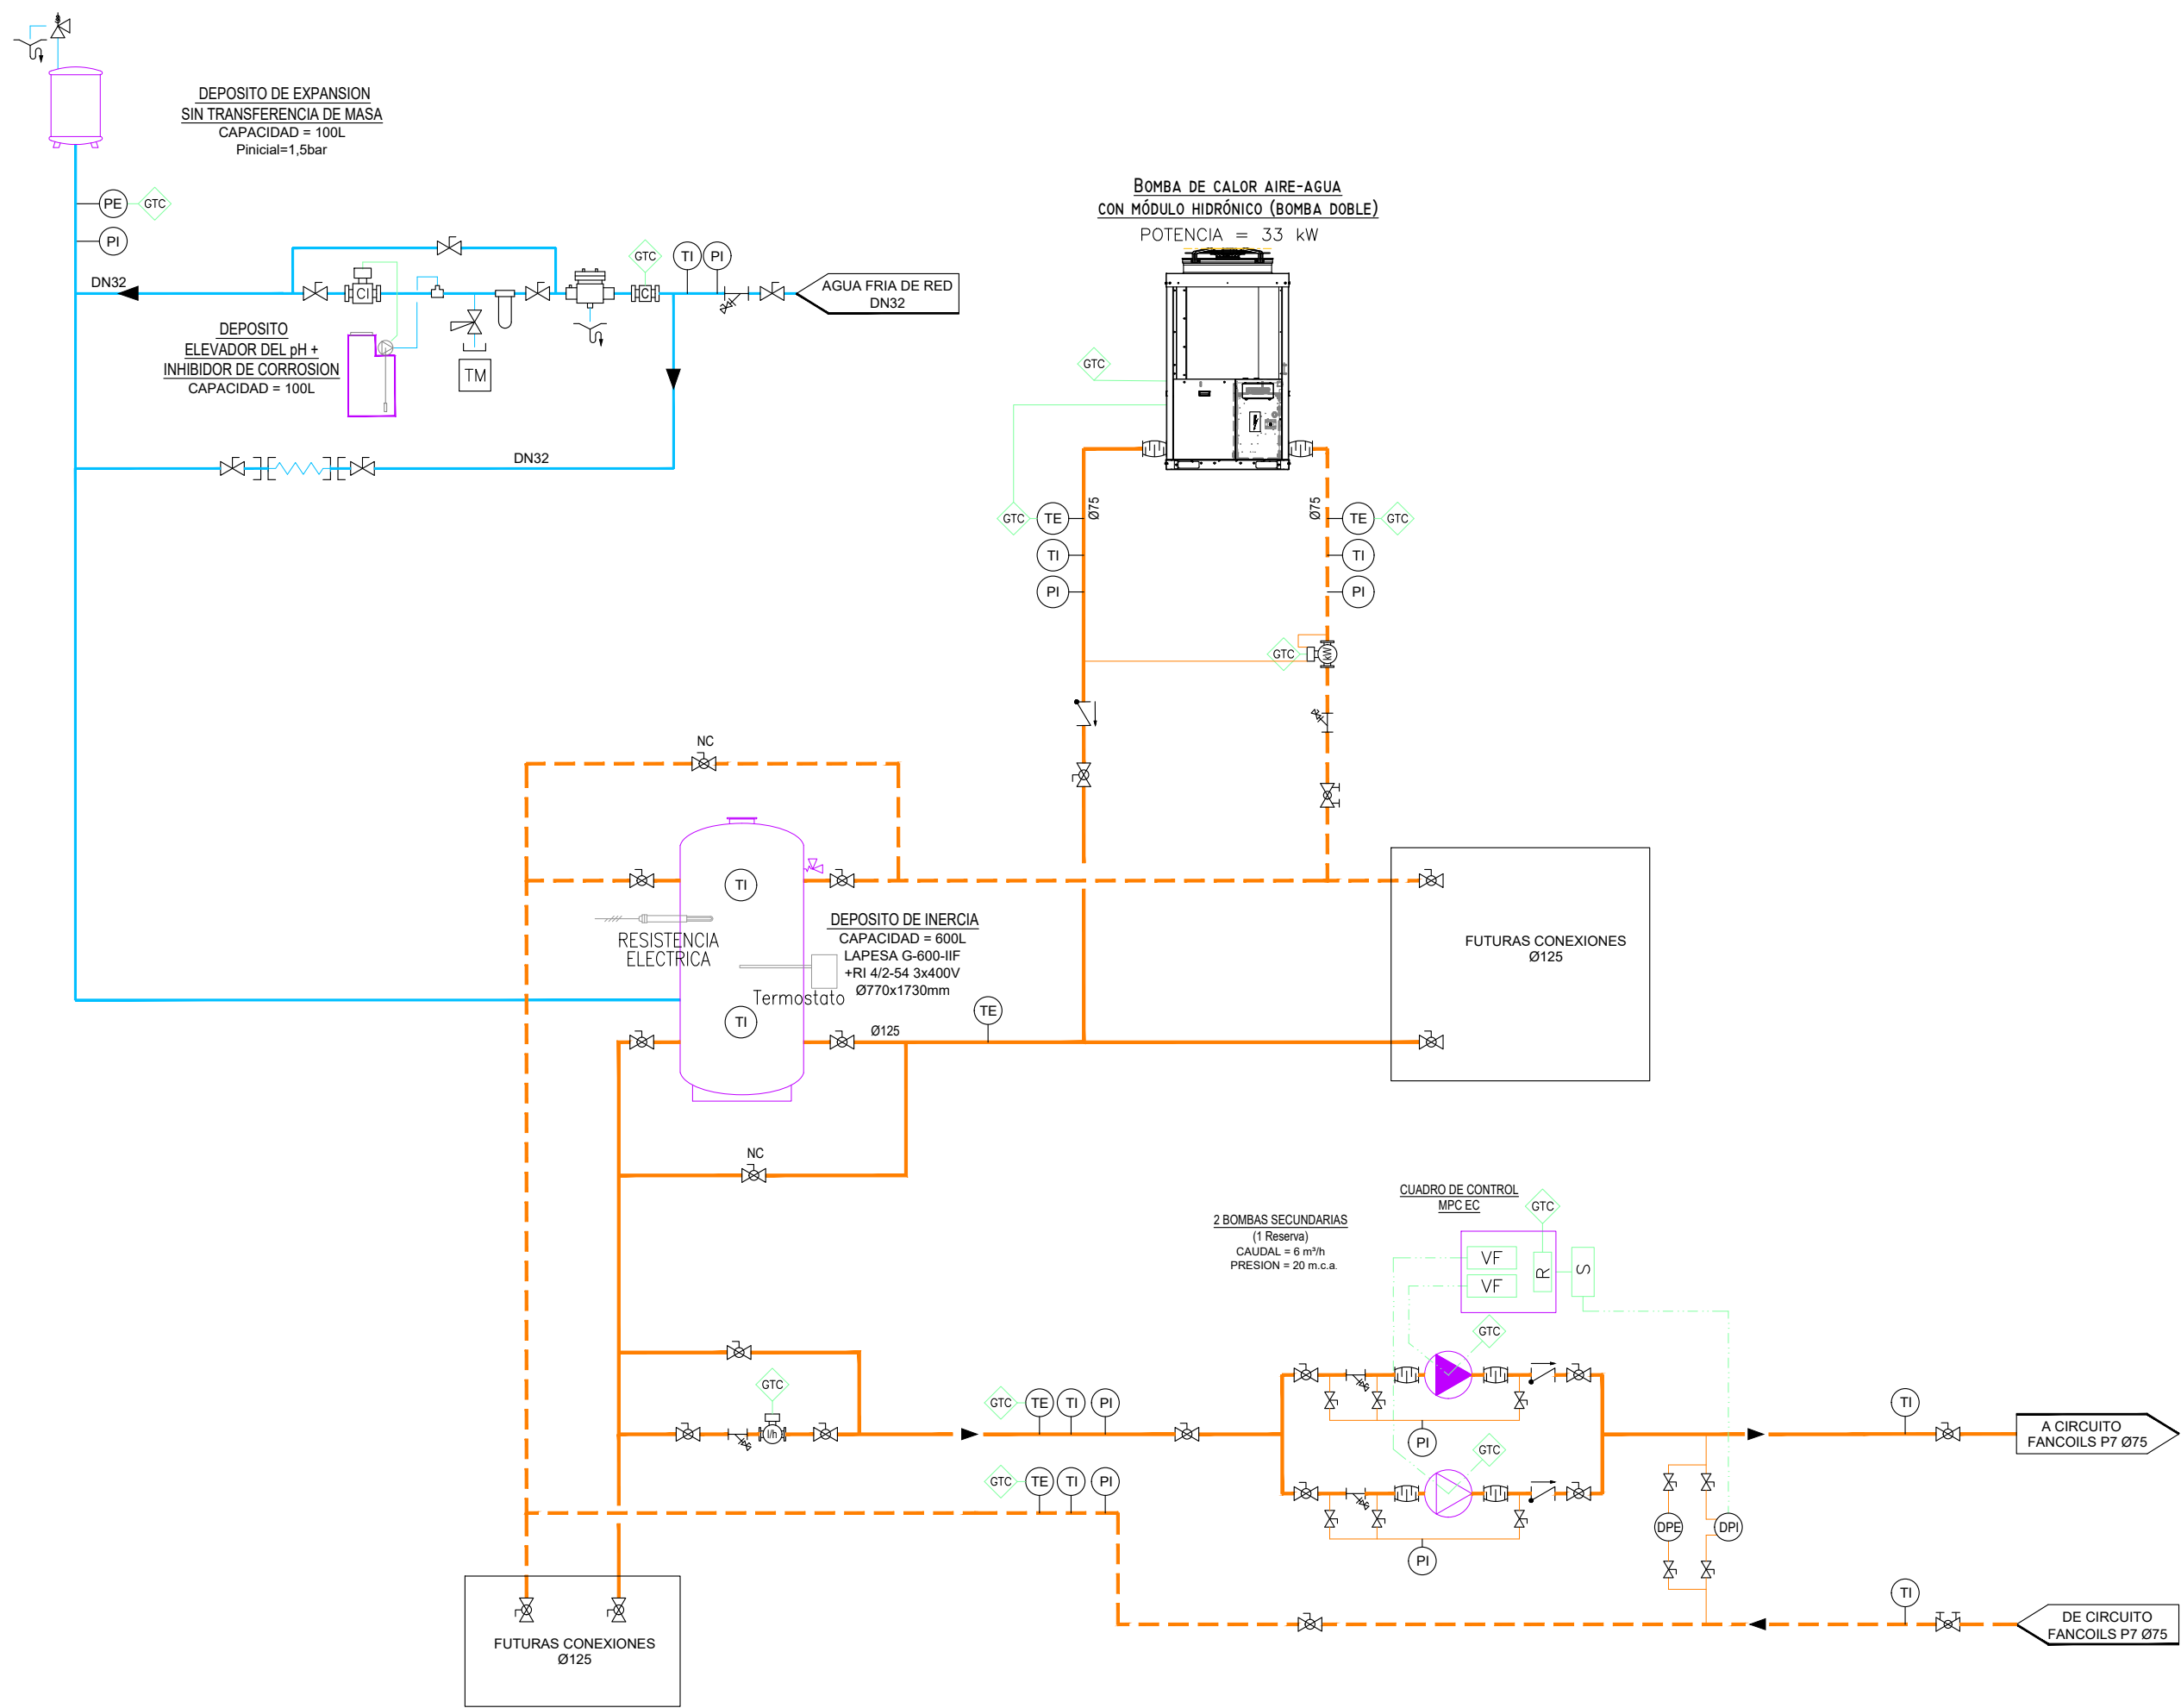 DEPOSITO DE EXPANSION
SIN TRANSFERENCIA DE MASA
CAPACIDAD = 100L
Pinicial=1,5bar
PE
GTC
PI
DN32
CI
GTC
C
TI
PI
AGUA FRIA DE RED
DN32
DEPOSITO
ELEVADOR DEL pH +
INHIBIDOR DE CORROSION
CAPACIDAD = 100L
TM
DN32
BOMBA DE CALOR AIRE-AGUA
CON MÓDULO HIDRÓNICO (BOMBA DOBLE)
POTENCIA = 33 kW
GTC
GTC
TE
TI
PI
Ø75
Ø75
TE
GTC
TI
PI
GTC
kW
NC
TI
RESISTENCIA
ELECTRICA
DEPOSITO DE INERCIA
CAPACIDAD = 600L
LAPESA G-600-IIF
+RI 4/2-54 3x400V
Ø770x1730mm
Termostato
TI
Ø125
TE
FUTURAS CONEXIONES
Ø125
NC
2 BOMBAS SECUNDARIAS
(1 Reserva)
CAUDAL = 6 m³/h
PRESION = 20 m.c.a.
CUADRO DE CONTROL
MPC EC
GTC
VF
VF
R
S
GTC
PI
GTC
PI
GTC
l/h
GTC
TE
TI
PI
GTC
TE
TI
PI
TI
A CIRCUITO
FANCOILS P7 Ø75
DPE
DPI
TI
DE CIRCUITO
FANCOILS P7 Ø75
FUTURAS CONEXIONES
Ø125